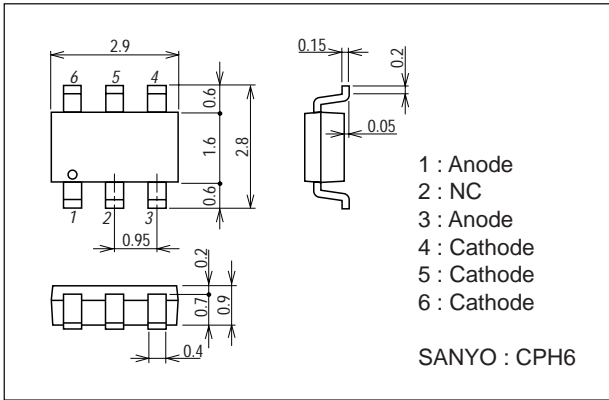 2.9
6 5 4
0.6
1.6
2.8
0.6
1 2 3
0.95
0.15
0.2
0.05
0.2
0.7
0.9
0.4
1 : Anode
2 : NC
3 : Anode
4 : Cathode
5 : Cathode
6 : Cathode
SANYO : CPH6